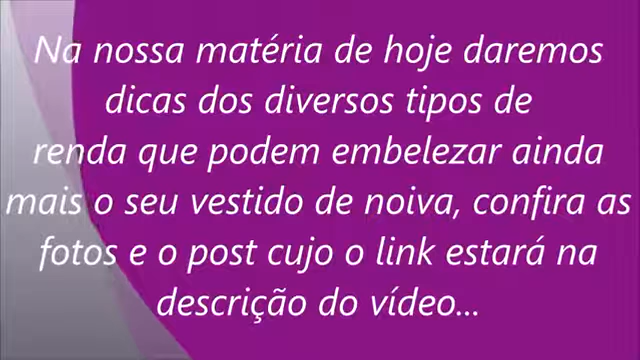 Na nossa matéria de hoje daremos
dicas dos diversos tipos de
renda que podem embelezar ainda
mais o seu vestido de noiva, confira as
fotos e o post cujo o link estará na
descrição do vídeo...